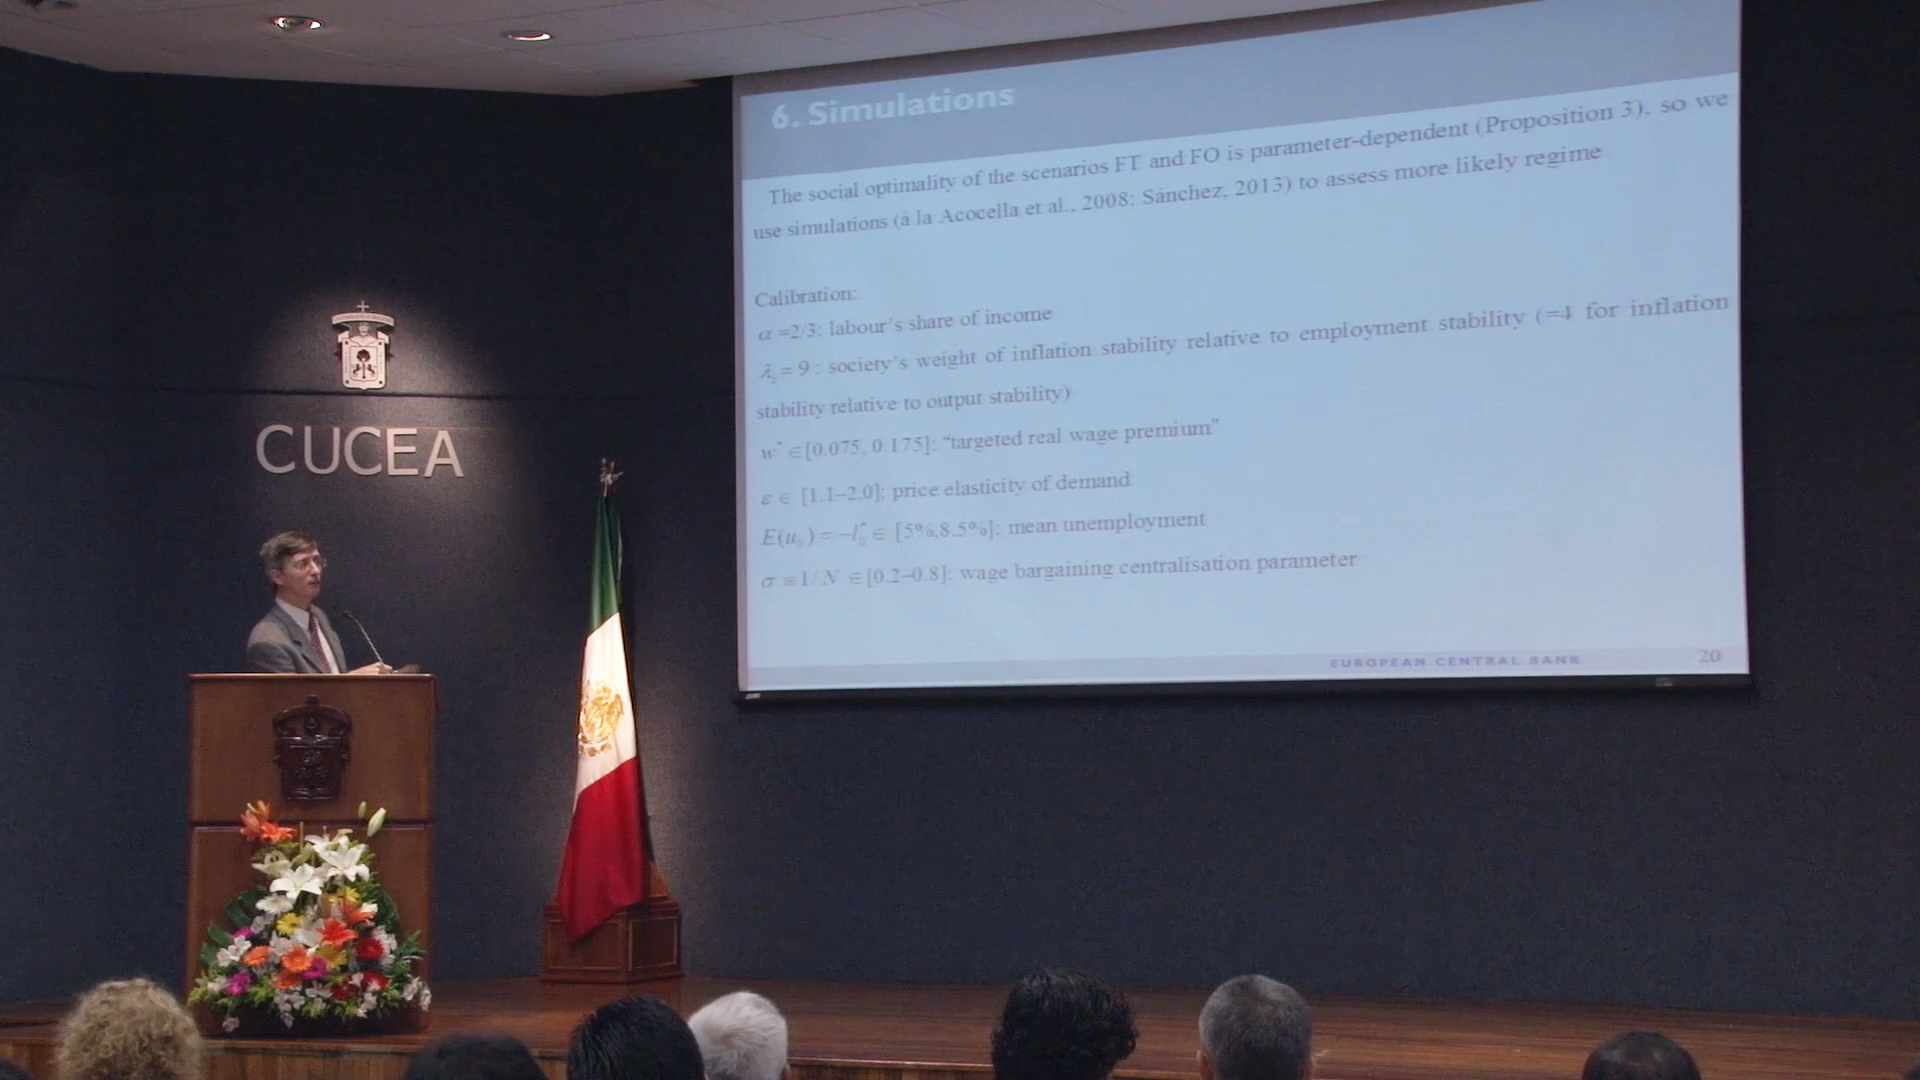 6. Simulations
The social optimality of the scenarios FT and FO is parameter-dependent (Proposition 3), so we
use simulations (à la Acocella et al., 2008; Sánchez, 2013) to assess more likely regime
Calibration:
α =2/3: labour's share of income
λₛ = 9 : society's weight of inflation stability relative to employment stability (=4 for inflation
stability relative to output stability)
w* ∈[0.075, 0.175]: “targeted real wage premium”
ε ∈ [1.1–2.0]: price elasticity of demand
E(u₀) = −l₀* ∈ [5%,8.5%]: mean unemployment
σ ≡1/N ∈[0.2–0.8]: wage bargaining centralisation parameter
EUROPEAN CENTRAL BANK 20
CUCEA